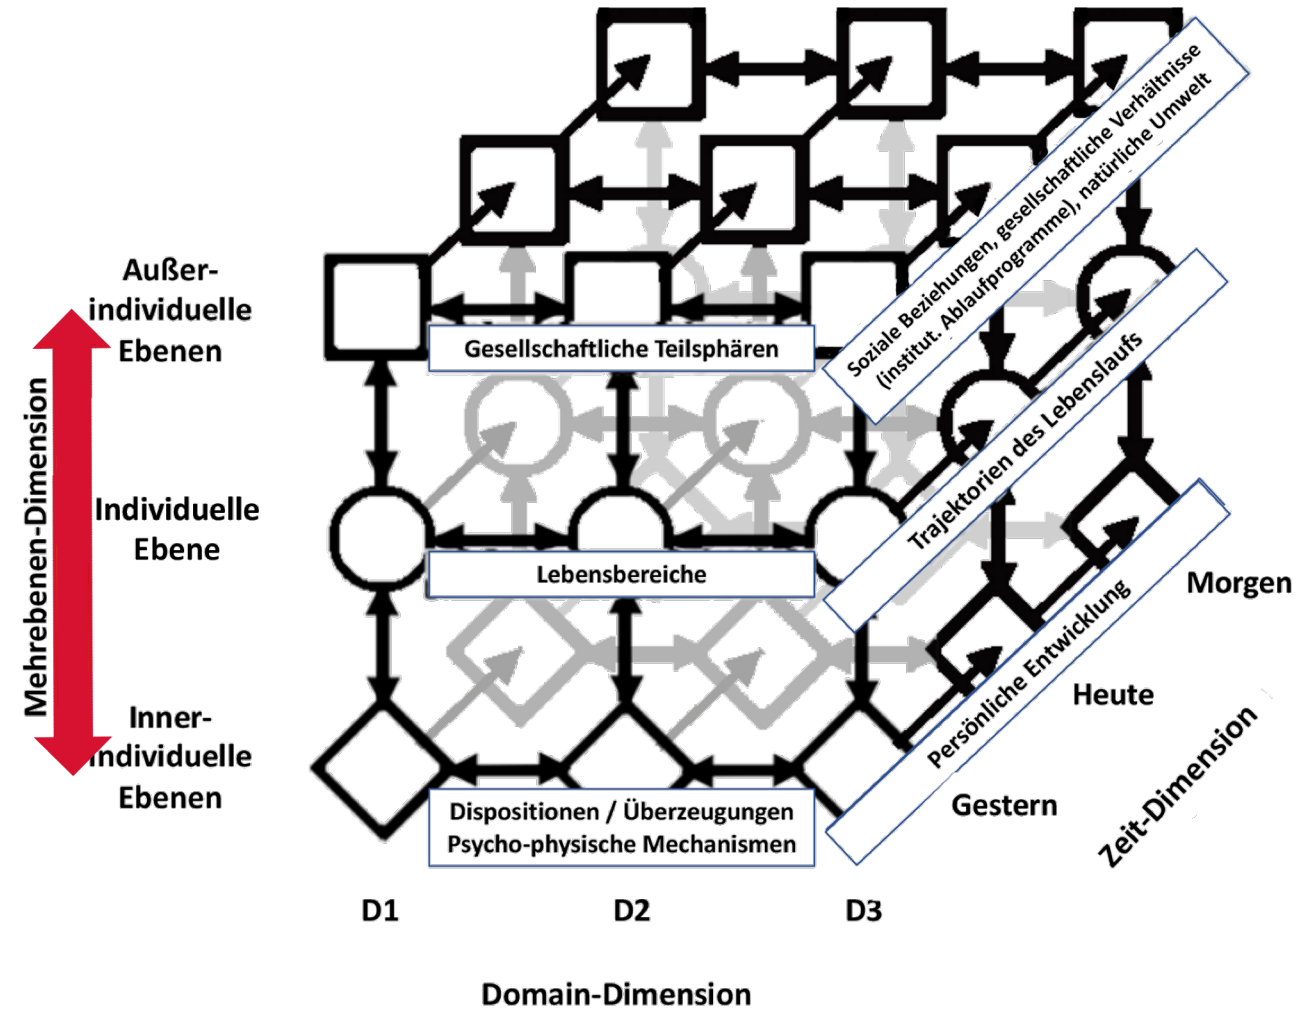 Soziale Beziehungen, gesellschaftliche Verhältnisse
(institut. Ablaufprogramme), natürliche Umwelt
Außer-
individuelle
Ebenen
Gesellschaftliche Teilsphären
Trajektorien des Lebenslaufs
Mehrebenen-Dimension
Individuelle
Ebene
Lebensbereiche
Morgen
Persönliche Entwicklung
Heute
Inner-
individuelle
Ebenen
Dispositionen / Überzeugungen
Psycho-physische Mechanismen
Gestern
Zeit-Dimension
D1
D2
D3
Domain-Dimension